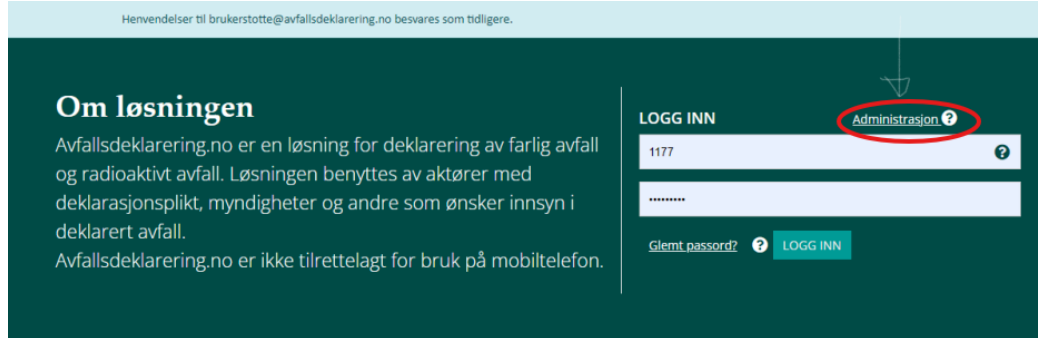 Henvendelser til brukerstotte@avfallsdeklarering.no besvares som tidligere.
Om løsningen
Avfallsdeklarering.no er en løsning for deklarering av farlig avfall
og radioaktivt avfall. Løsningen benyttes av aktører med
deklarasjonsplikt, myndigheter og andre som ønsker innsyn i
deklarert avfall.
Avfallsdeklarering.no er ikke tilrettelagt for bruk på mobiltelefon.
LOGG INN
Administrasjon ?
1177 ?
•••••••••
Glemt passord? ? LOGG INN